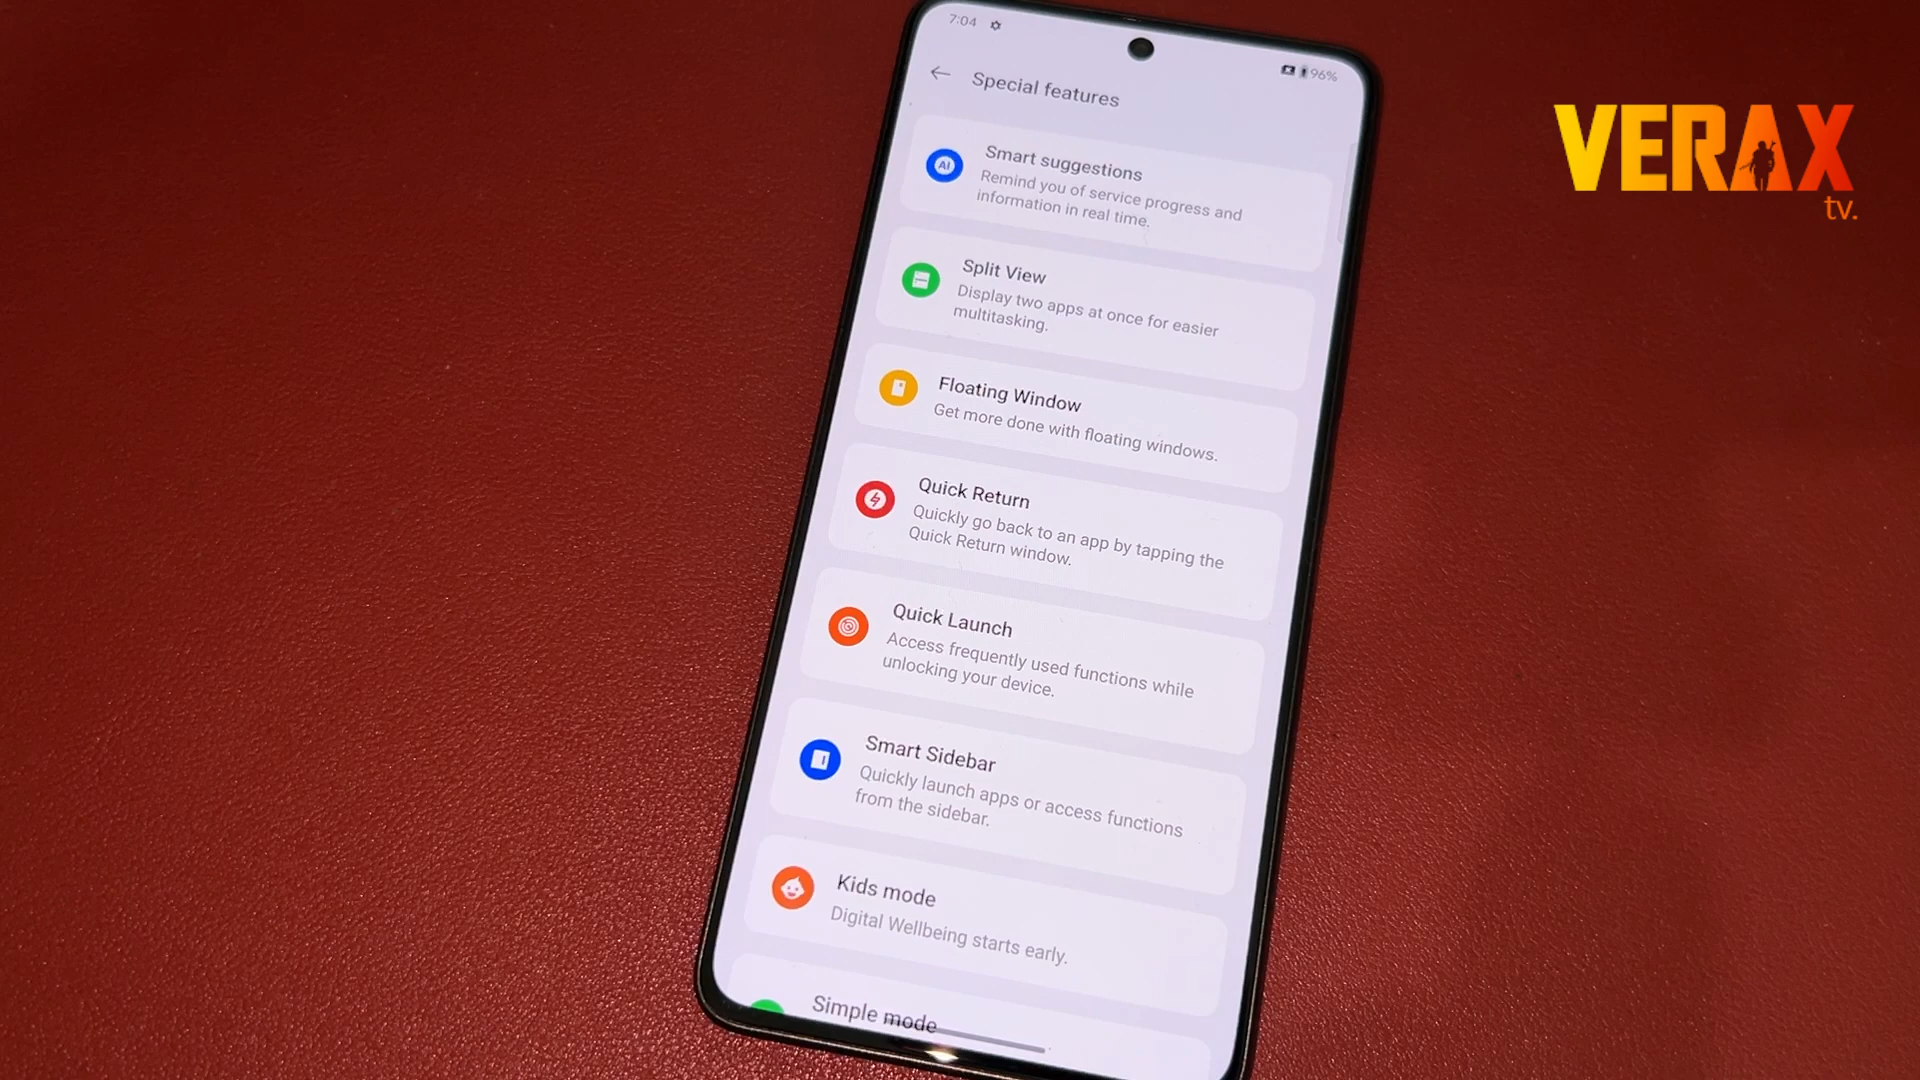 7:04
96%
Special features
VERAX
tv.
AI
Smart suggestions
Remind you of service progress and
information in real time.
Split View
Display two apps at once for easier
multitasking.
Floating Window
Get more done with floating windows.
Quick Return
Quickly go back to an app by tapping the
Quick Return window.
Quick Launch
Access frequently used functions while
unlocking your device.
Smart Sidebar
Quickly launch apps or access functions
from the sidebar.
Kids mode
Digital Wellbeing starts early.
Simple mode